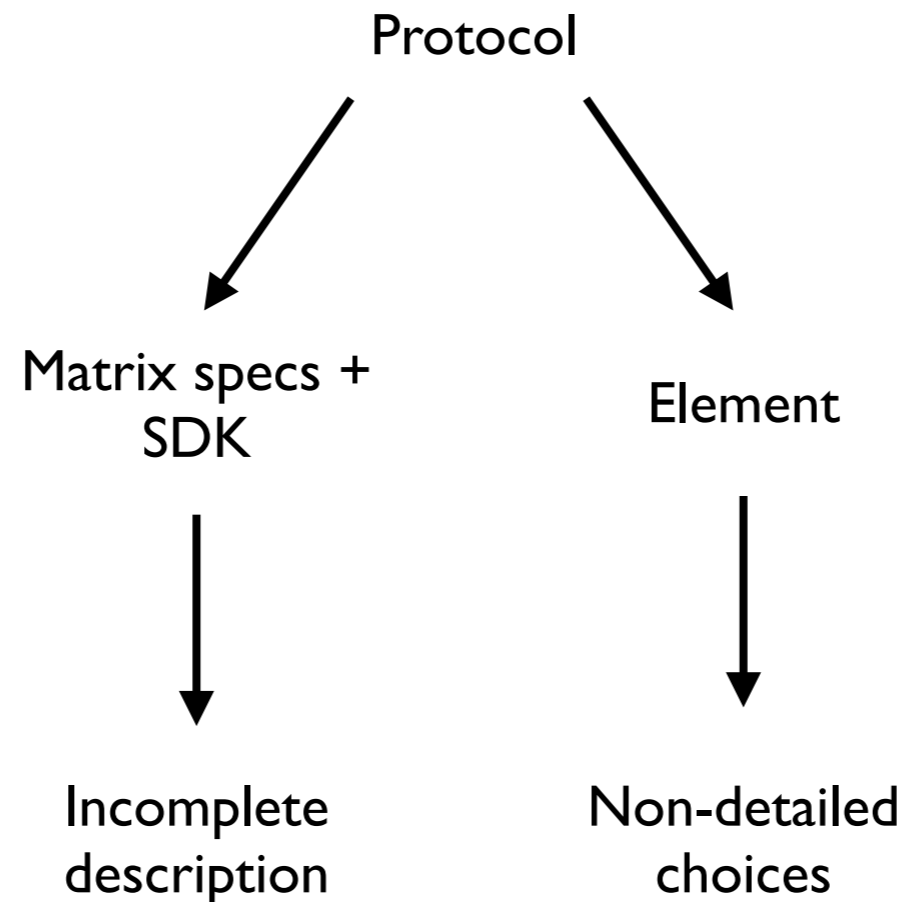 Protocol
Matrix specs +
SDK
Element
Incomplete
description
Non-detailed
choices